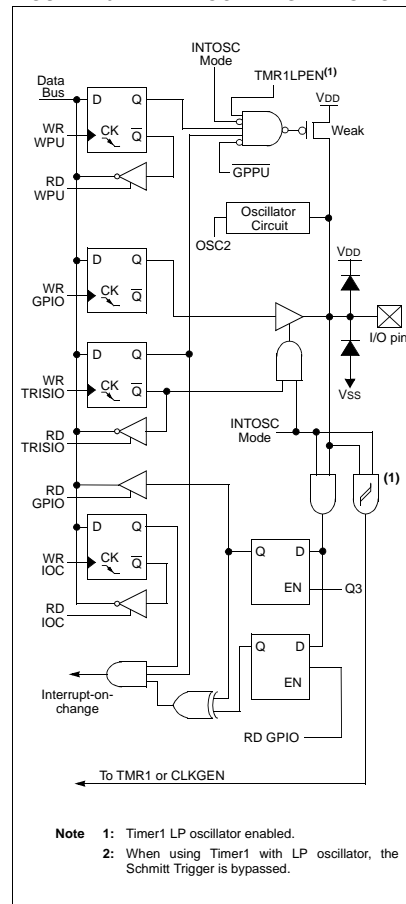 INTOSC
Mode
TMR1LPEN(1)
Data
Bus
VDD
D Q
WR
WPU
CK
Q
Weak
RD
WPU
GPPU
Oscillator
Circuit
OSC2
VDD
D Q
WR
GPIO
CK
Q
I/O pin
D Q
WR
TRISIO
CK
Q
VSS
INTOSC
Mode
RD
TRISIO
(1)
RD
GPIO
D Q
WR
IOC
CK
Q
Q D
EN
Q3
RD
IOC
Q D
EN
Interrupt-on-
change
RD GPIO
To TMR1 or CLKGEN
Note 1: Timer1 LP oscillator enabled.
2: When using Timer1 with LP oscillator, the
Schmitt Trigger is bypassed.